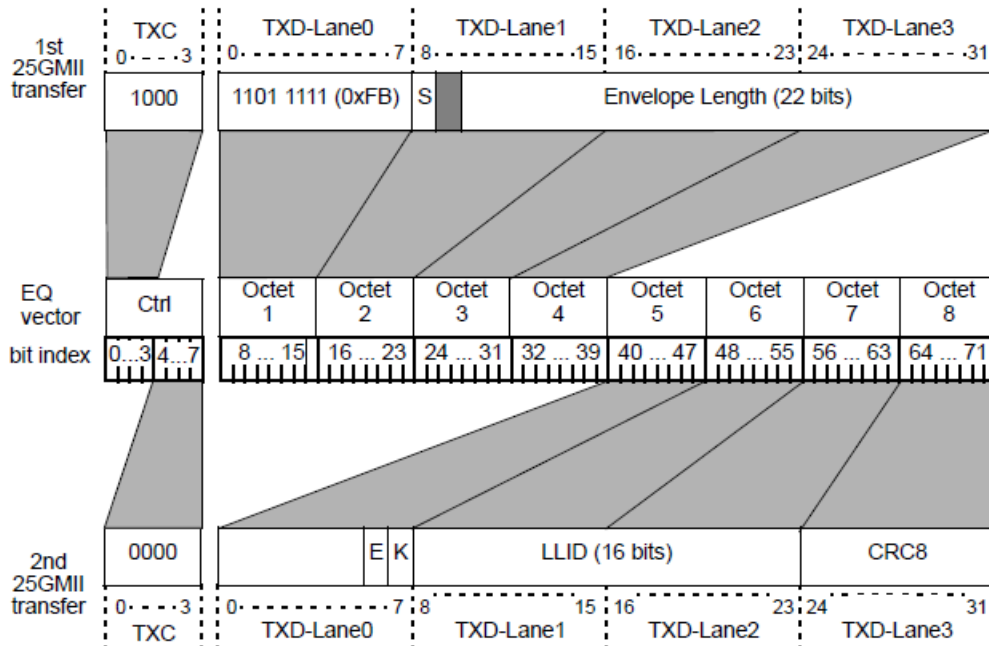 TXC TXD-Lane0 TXD-Lane1 TXD-Lane2 TXD-Lane3
1st 25GMII transfer
0 3 0 7 8 15 16 23 24 31
1000 1101 1111 (0xFB) S Envelope Length (22 bits)
EQ vector
Ctrl Octet 1 Octet 2 Octet 3 Octet 4 Octet 5 Octet 6 Octet 7 Octet 8
bit index 0...3 4...7 8 ... 15 16 ... 23 24 ... 31 32 ... 39 40 ... 47 48 ... 55 56 ... 63 64 ... 71
0000 E K LLID (16 bits) CRC8
2nd 25GMII transfer
0 3 0 7 8 15 16 23 24 31
TXC TXD-Lane0 TXD-Lane1 TXD-Lane2 TXD-Lane3